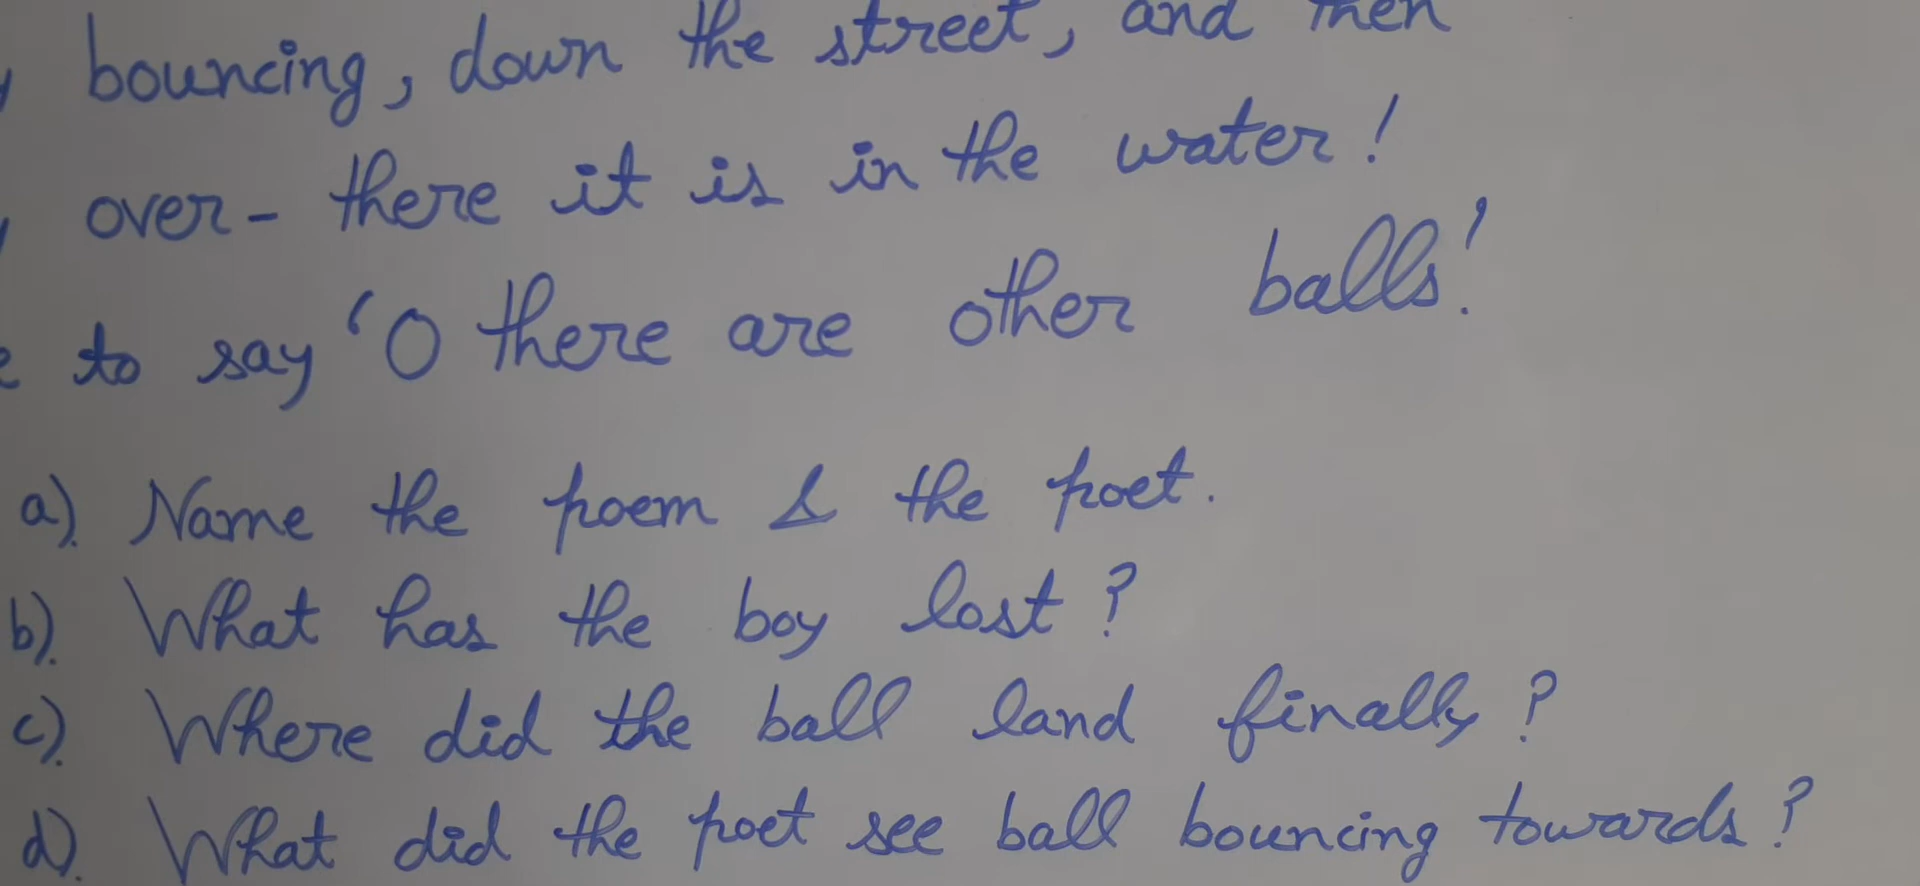 bouncing, down the street, and then
over - there it is in the water!
to say 'O there are other balls'.
a). Name the poem & the poet.
b). What has the boy lost?
c). Where did the ball land finally?
d). What did the poet see ball bouncing towards?